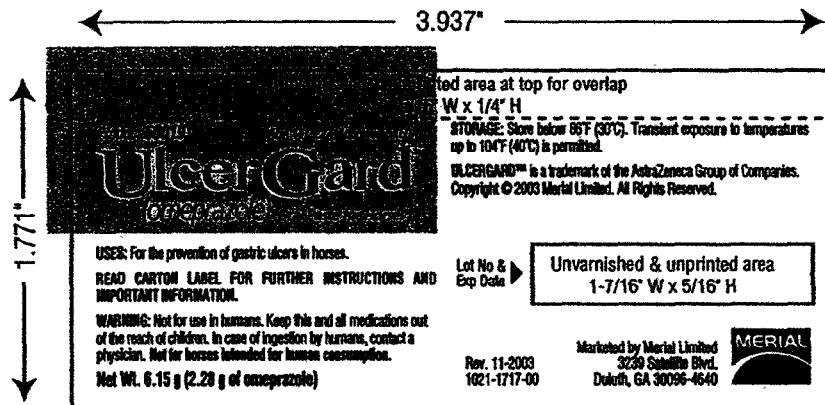 3.937"
1.771"
ted area at top for overlap
W x 1/4" H
UlcerGard
(omeprazole)
STORAGE: Store below 86°F (30°C). Transient exposure to temperatures
up to 104°F (40°C) is permitted.
ULCERGARD™ is a trademark of the AstraZeneca Group of Companies.
Copyright © 2003 Merial Limited. All Rights Reserved.
USES: For the prevention of gastric ulcers in horses.
READ CARTON LABEL FOR FURTHER INSTRUCTIONS AND
IMPORTANT INFORMATION.
WARNING: Not for use in humans. Keep this and all medications out
of the reach of children. In case of ingestion by humans, contact a
physician. Not for horses intended for human consumption.
Net Wt. 6.15 g (2.28 g of omeprazole)
Lot No &
Exp Date
Unvarnished & unprinted area
1-7/16" W x 5/16" H
Rev. 11-2003
1021-1717-00
Marketed by Merial Limited
3239 Satellite Blvd.
Duluth, GA 30096-4640
MERIAL